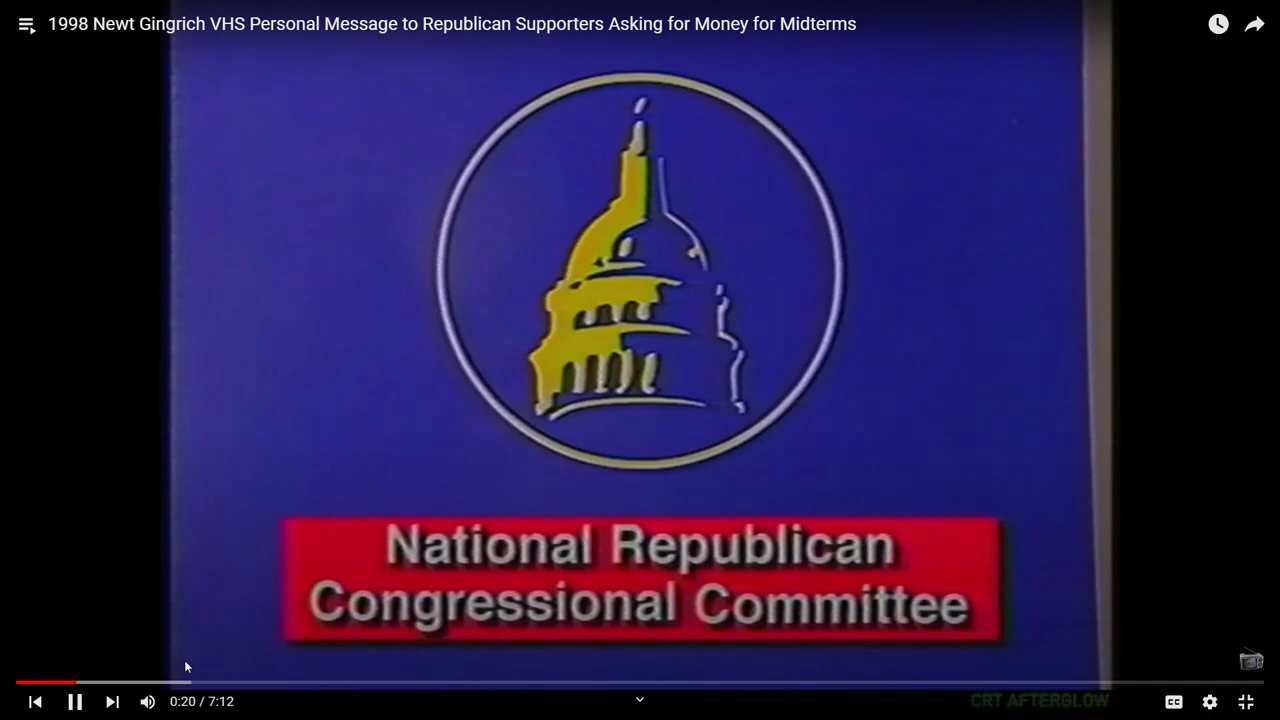 1998 Newt Gingrich VHS Personal Message to Republican Supporters Asking for Money for Midterms
National Republican
Congressional Committee
CRT AFTERGLOW
0:20 / 7:12
CC